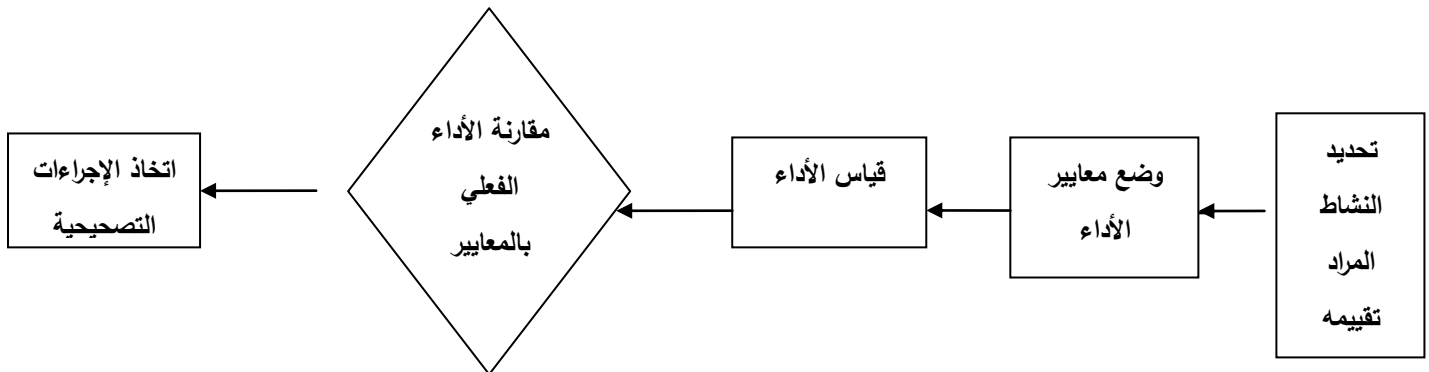 تحديد
النشاط
المراد
تقييمه
وضع معايير
الأداء
قياس الأداء
مقارنة الأداء
الفعلي
بالمعايير
اتخاذ الإجراءات
التصحيحية